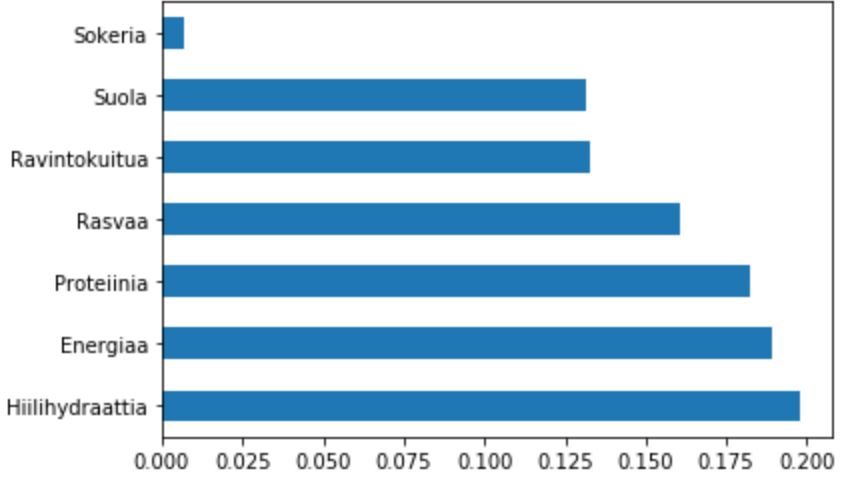 Sokeria
Suola
Ravintokuitua
Rasvaa
Proteiinia
Energiaa
Hiilihydraattia
0.000 0.025 0.050 0.075 0.100 0.125 0.150 0.175 0.200